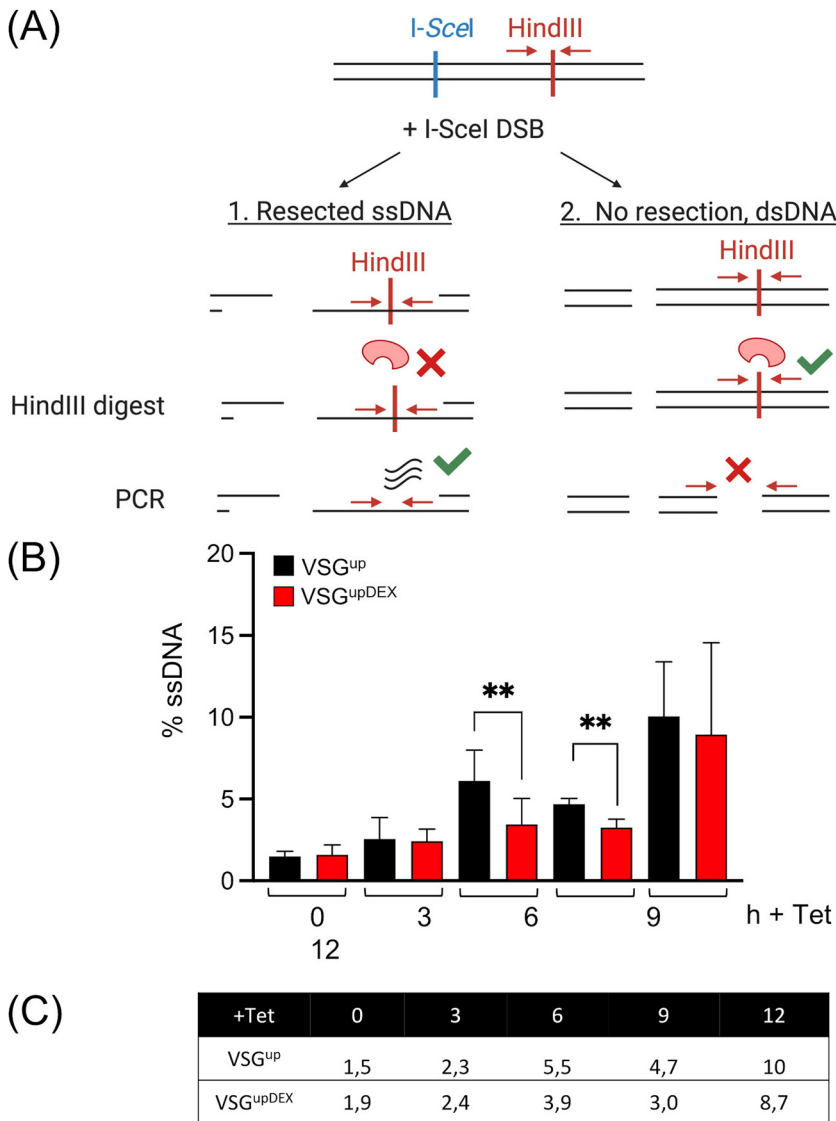 (A)
I-SceI HindIII
+ I-SceI DSB
1. Resected ssDNA
2. No resection, dsDNA
HindIII
HindIII
HindIII digest
PCR
(B)
% ssDNA
20
15
10
5
0
VSGup
VSGupDEX
**
**
0 3 6 9 h + Tet
12
(C)
+Tet 0 3 6 9 12
VSGup 1,5 2,3 5,5 4,7 10
VSGupDEX 1,9 2,4 3,9 3,0 8,7